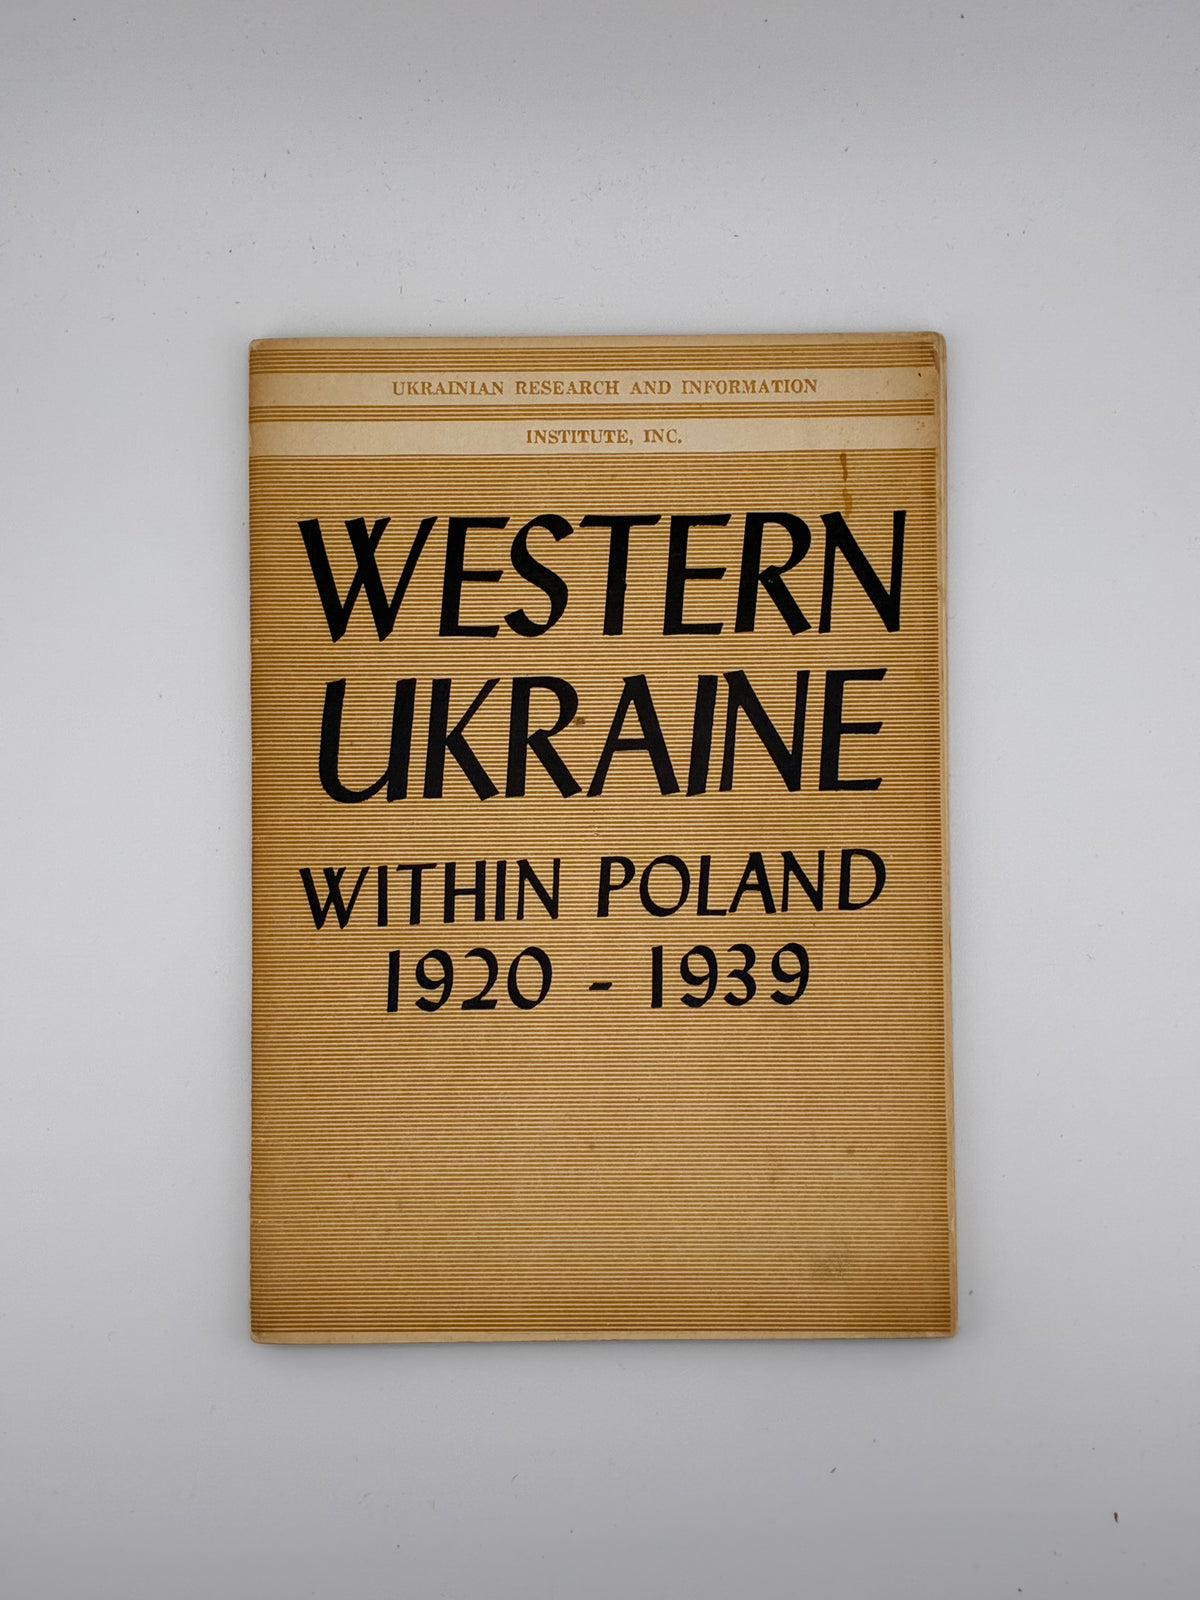 UKRAINIAN RESEARCH AND INFORMATION
INSTITUTE, INC.
WESTERN
UKRAINE
WITHIN POLAND
1920 - 1939